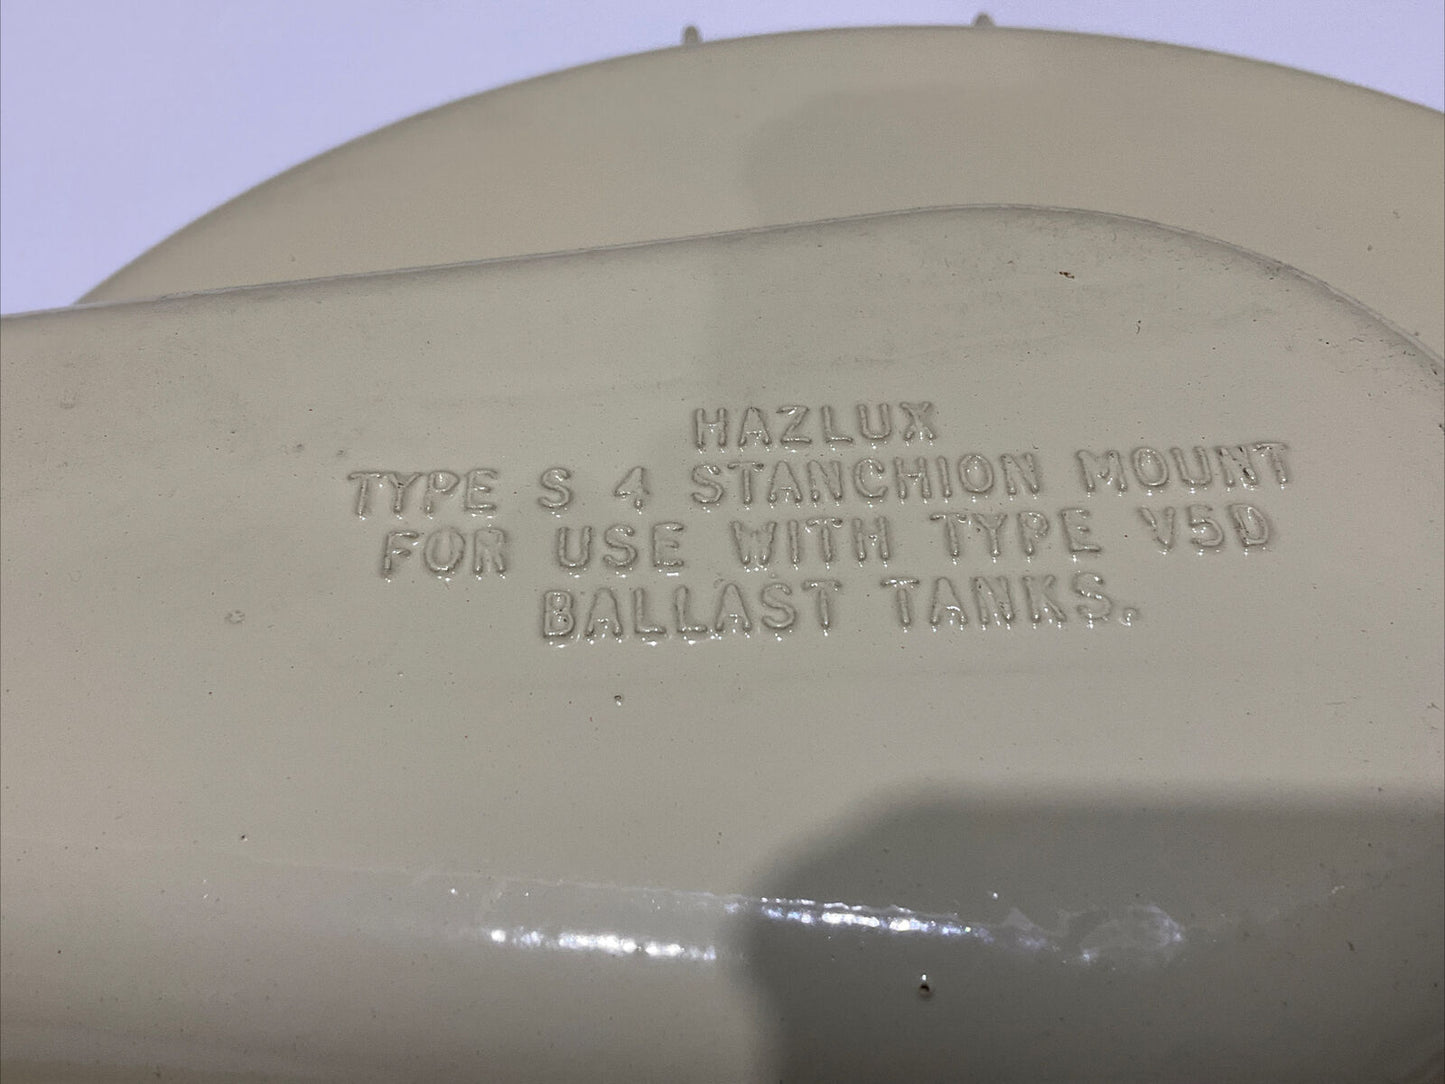 HAZLUX
TYPE S 4 STANCHION MOUNT
FOR USE WITH TYPE V5D
BALLAST TANKS.